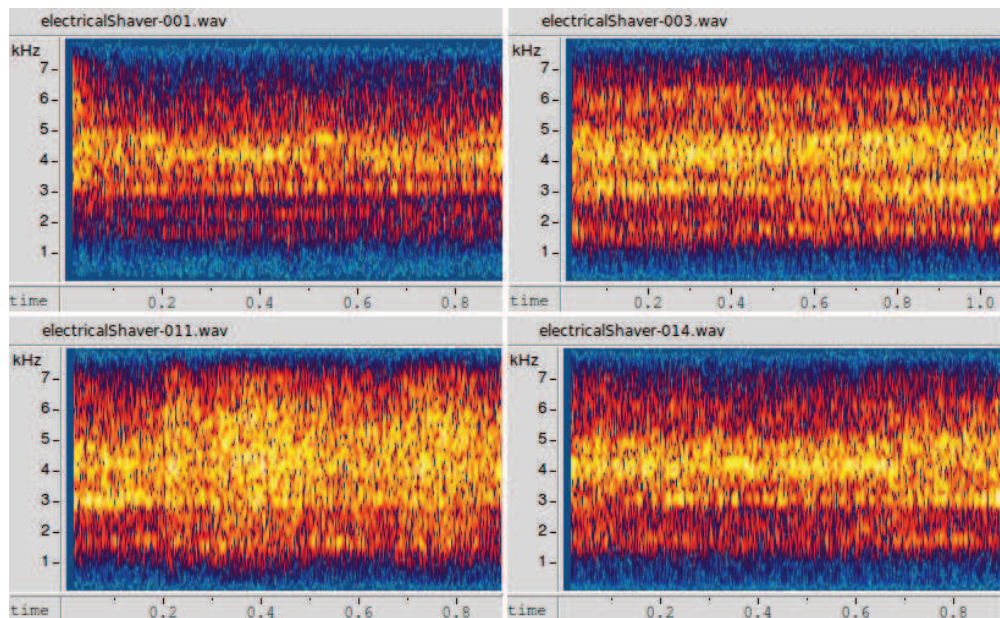 electricalShaver-001.wav
kHz
7
6
5
4
3
2
1
time 0.2 0.4 0.6 0.8
electricalShaver-003.wav
kHz
7
6
5
4
3
2
1
time 0.2 0.4 0.6 0.8 1.0
electricalShaver-011.wav
kHz
7
6
5
4
3
2
1
time 0.2 0.4 0.6 0.8
electricalShaver-014.wav
kHz
7
6
5
4
3
2
1
time 0.2 0.4 0.6 0.8